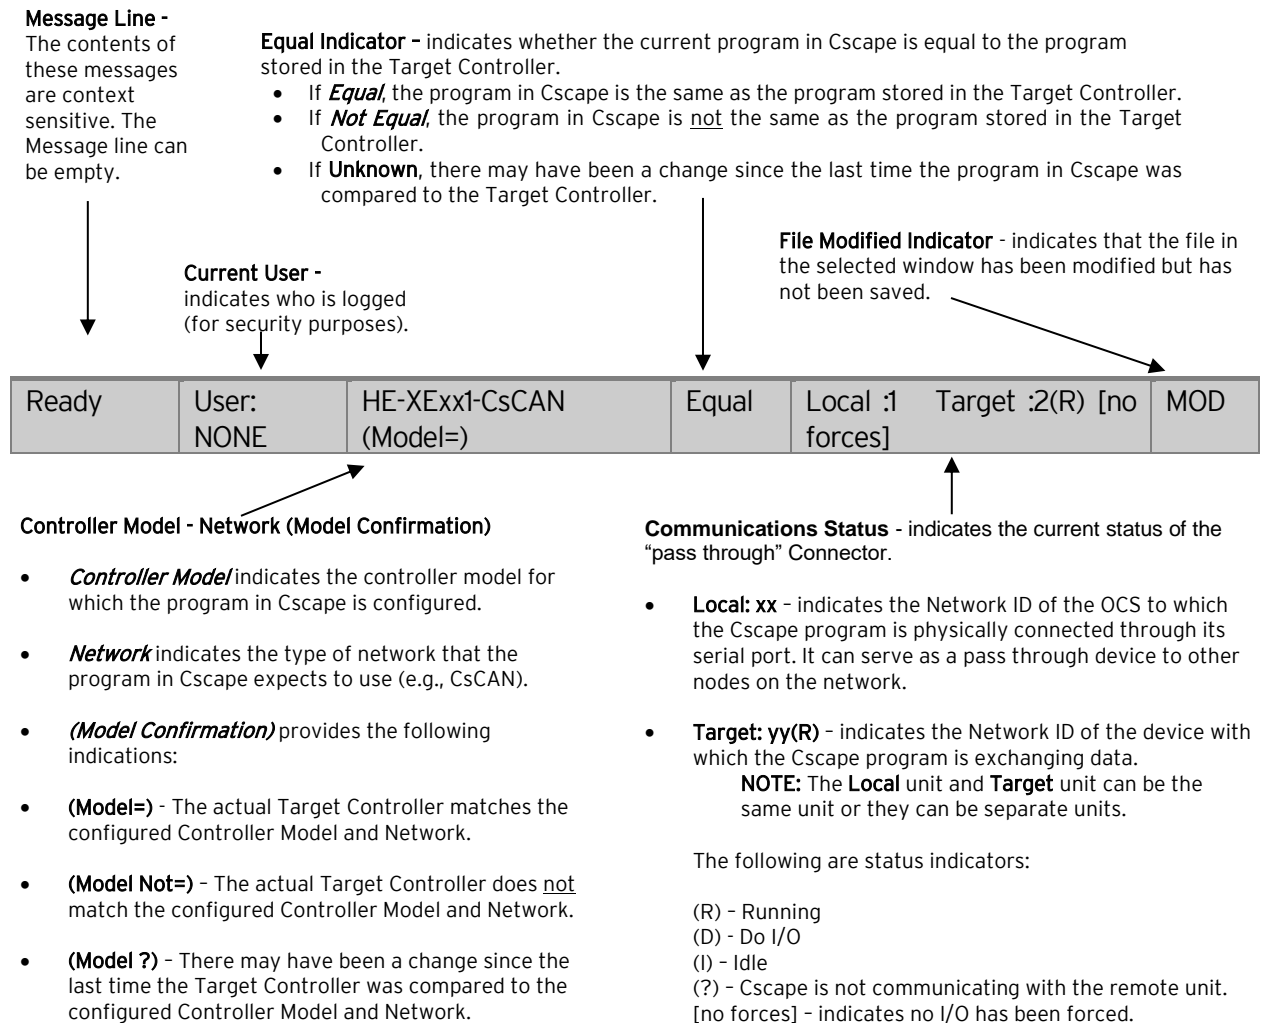 Message Line -
The contents of
these messages
are context
sensitive. The
Message line can
be empty.
Equal Indicator – indicates whether the current program in Cscape is equal to the program
stored in the Target Controller.
• If Equal, the program in Cscape is the same as the program stored in the Target Controller.
• If Not Equal, the program in Cscape is not the same as the program stored in the Target
Controller.
• If Unknown, there may have been a change since the last time the program in Cscape was
compared to the Target Controller.
File Modified Indicator - indicates that the file in
the selected window has been modified but has
not been saved.
Current User -
indicates who is logged
(for security purposes).
Ready
User:
NONE
HE-XExx1-CsCAN
(Model=)
Equal
Local :1 Target :2(R) [no
forces]
MOD
Controller Model - Network (Model Confirmation)
• Controller Model indicates the controller model for
which the program in Cscape is configured.
• Network indicates the type of network that the
program in Cscape expects to use (e.g., CsCAN).
• (Model Confirmation) provides the following
indications:
• (Model=) - The actual Target Controller matches the
configured Controller Model and Network.
• (Model Not=) – The actual Target Controller does not
match the configured Controller Model and Network.
• (Model ?) – There may have been a change since the
last time the Target Controller was compared to the
configured Controller Model and Network.
Communications Status - indicates the current status of the
“pass through” Connector.
• Local: xx – indicates the Network ID of the OCS to which
the Cscape program is physically connected through its
serial port. It can serve as a pass through device to other
nodes on the network.
• Target: yy(R) – indicates the Network ID of the device with
which the Cscape program is exchanging data.
NOTE: The Local unit and Target unit can be the
same unit or they can be separate units.
The following are status indicators:
(R) – Running
(D) - Do I/O
(I) – Idle
(?) – Cscape is not communicating with the remote unit.
[no forces] – indicates no I/O has been forced.